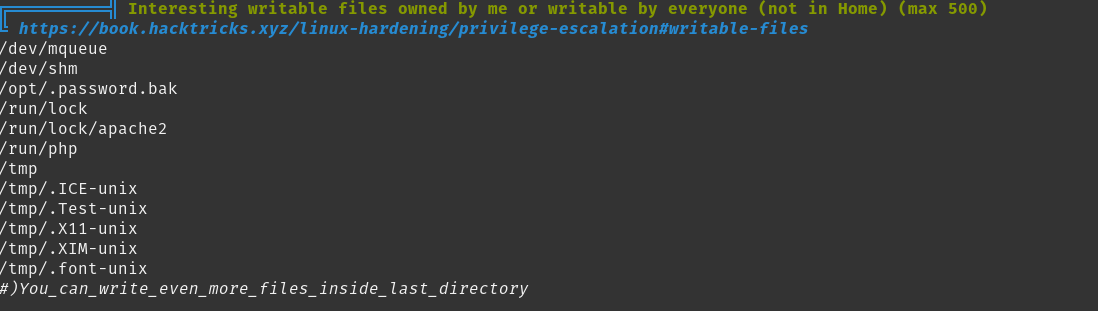 ╔══════════╣ Interesting writable files owned by me or writable by everyone (not in Home) (max 500)
╚ https://book.hacktricks.xyz/linux-hardening/privilege-escalation#writable-files
/dev/mqueue
/dev/shm
/opt/.password.bak
/run/lock
/run/lock/apache2
/run/php
/tmp
/tmp/.ICE-unix
/tmp/.Test-unix
/tmp/.X11-unix
/tmp/.XIM-unix
/tmp/.font-unix
#)You_can_write_even_more_files_inside_last_directory